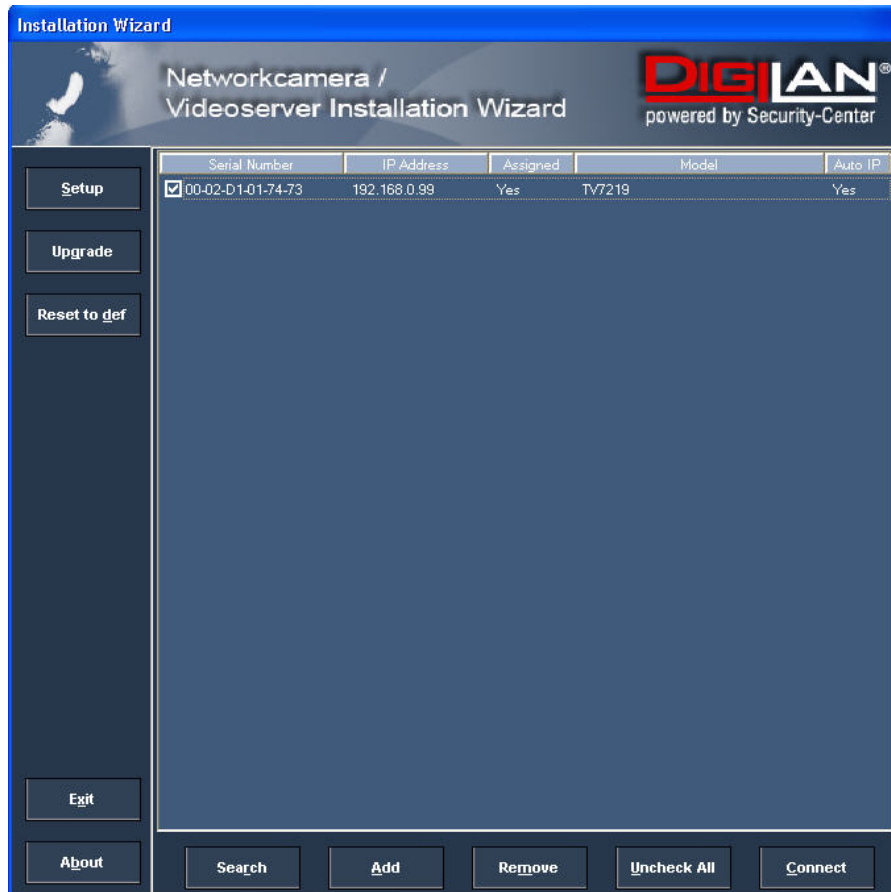 Installation Wizard
Networkcamera /
Videoserver Installation Wizard
DIGILAN®
powered by Security-Center
Serial Number IP Address Assigned Model Auto IP
00-02-D1-01-74-73 192.168.0.99 Yes TV7219 Yes
Setup
Upgrade
Reset to def
Exit
About
Search Add Remove Uncheck All Connect